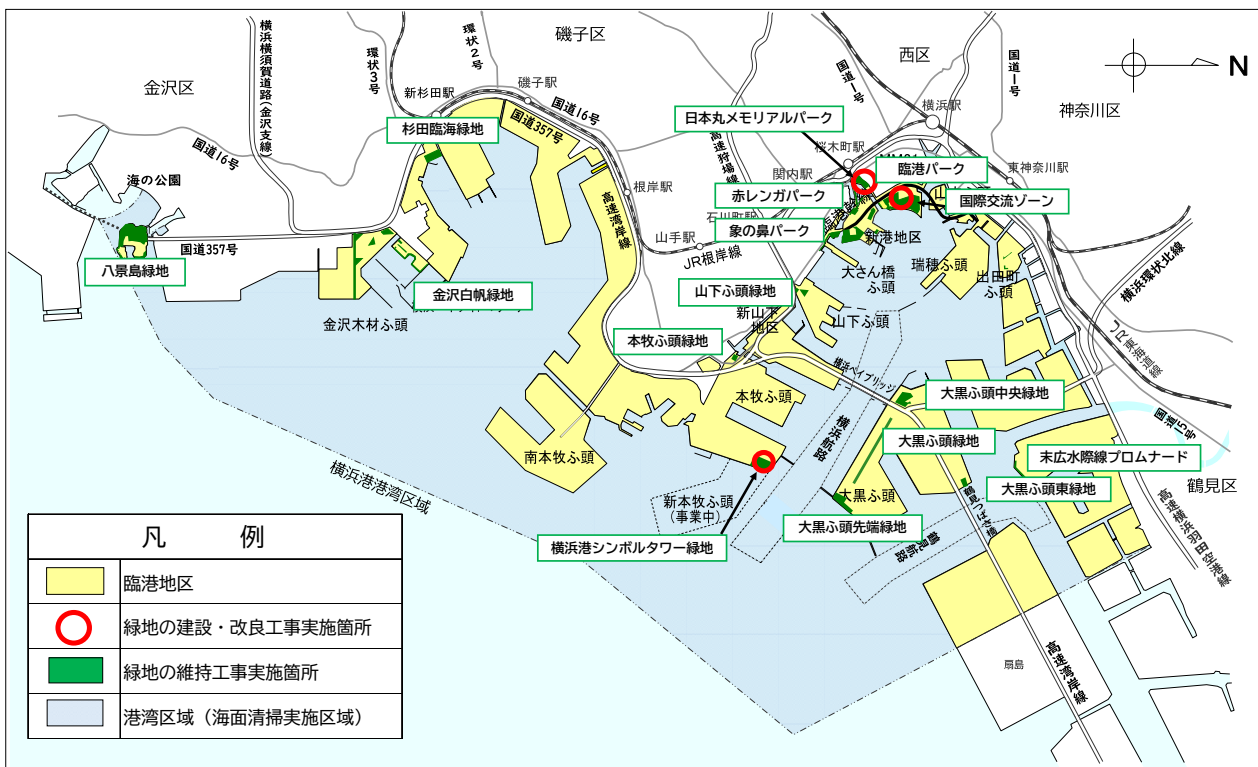 磯子区
西区
金沢区
神奈川区
鶴見区
N
横浜横須賀道路(金沢支線)
環状3号
環状2号
国道1号
国道1号
新杉田駅
磯子駅
国道16号
国道357号
横浜駅
日本丸メモリアルパーク
杉田臨海緑地
高速狩場線
桜木町駅
臨港パーク
東神奈川駅
国道16号
海の公園
関内駅
根岸駅
赤レンガパーク
国際交流ゾーン
石川町駅
象の鼻パーク
新港地区
高速湾岸線
山手駅
JR根岸線
国道357号
八景島緑地
大さん橋
ふ頭
瑞穂ふ頭
出田町
ふ頭
横浜環状北線
金沢白帆緑地
山下ふ頭緑地
金沢木材ふ頭
新山下
地区
山下ふ頭
JR東海道線
本牧ふ頭緑地
横浜ベイブリッジ
本牧ふ頭
大黒ふ頭中央緑地
国道15号
横浜航路
大黒ふ頭緑地
末広水際線プロムナード
南本牧ふ頭
横浜港港湾区域
大黒ふ頭東緑地
新本牧ふ頭
(事業中)
大黒ふ頭
鶴見つばさ橋
高速横浜羽田空港線
大黒ふ頭先端緑地
横浜港シンボルタワー緑地
鶴見航路
扇島
高速湾岸線
凡 例
臨港地区
緑地の建設・改良工事実施箇所
緑地の維持工事実施箇所
港湾区域(海面清掃実施区域)